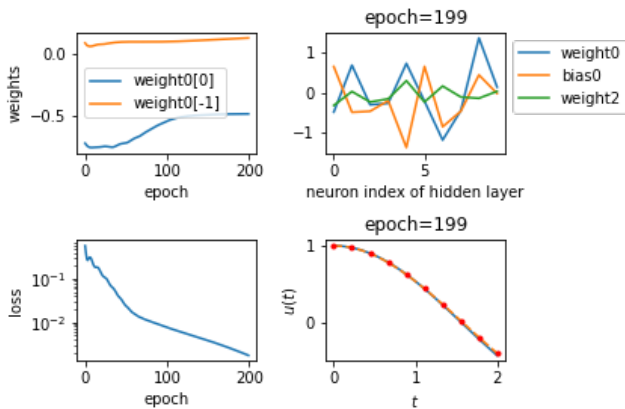 0.0
−0.5
weights
weight0[0]
weight0[-1]
0
100
200
epoch
epoch=199
1
0
−1
0
5
neuron index of hidden layer
weight0
bias0
weight2
10⁻¹
10⁻²
loss
0
100
200
epoch
epoch=199
1
0
u(t)
0
1
2
t